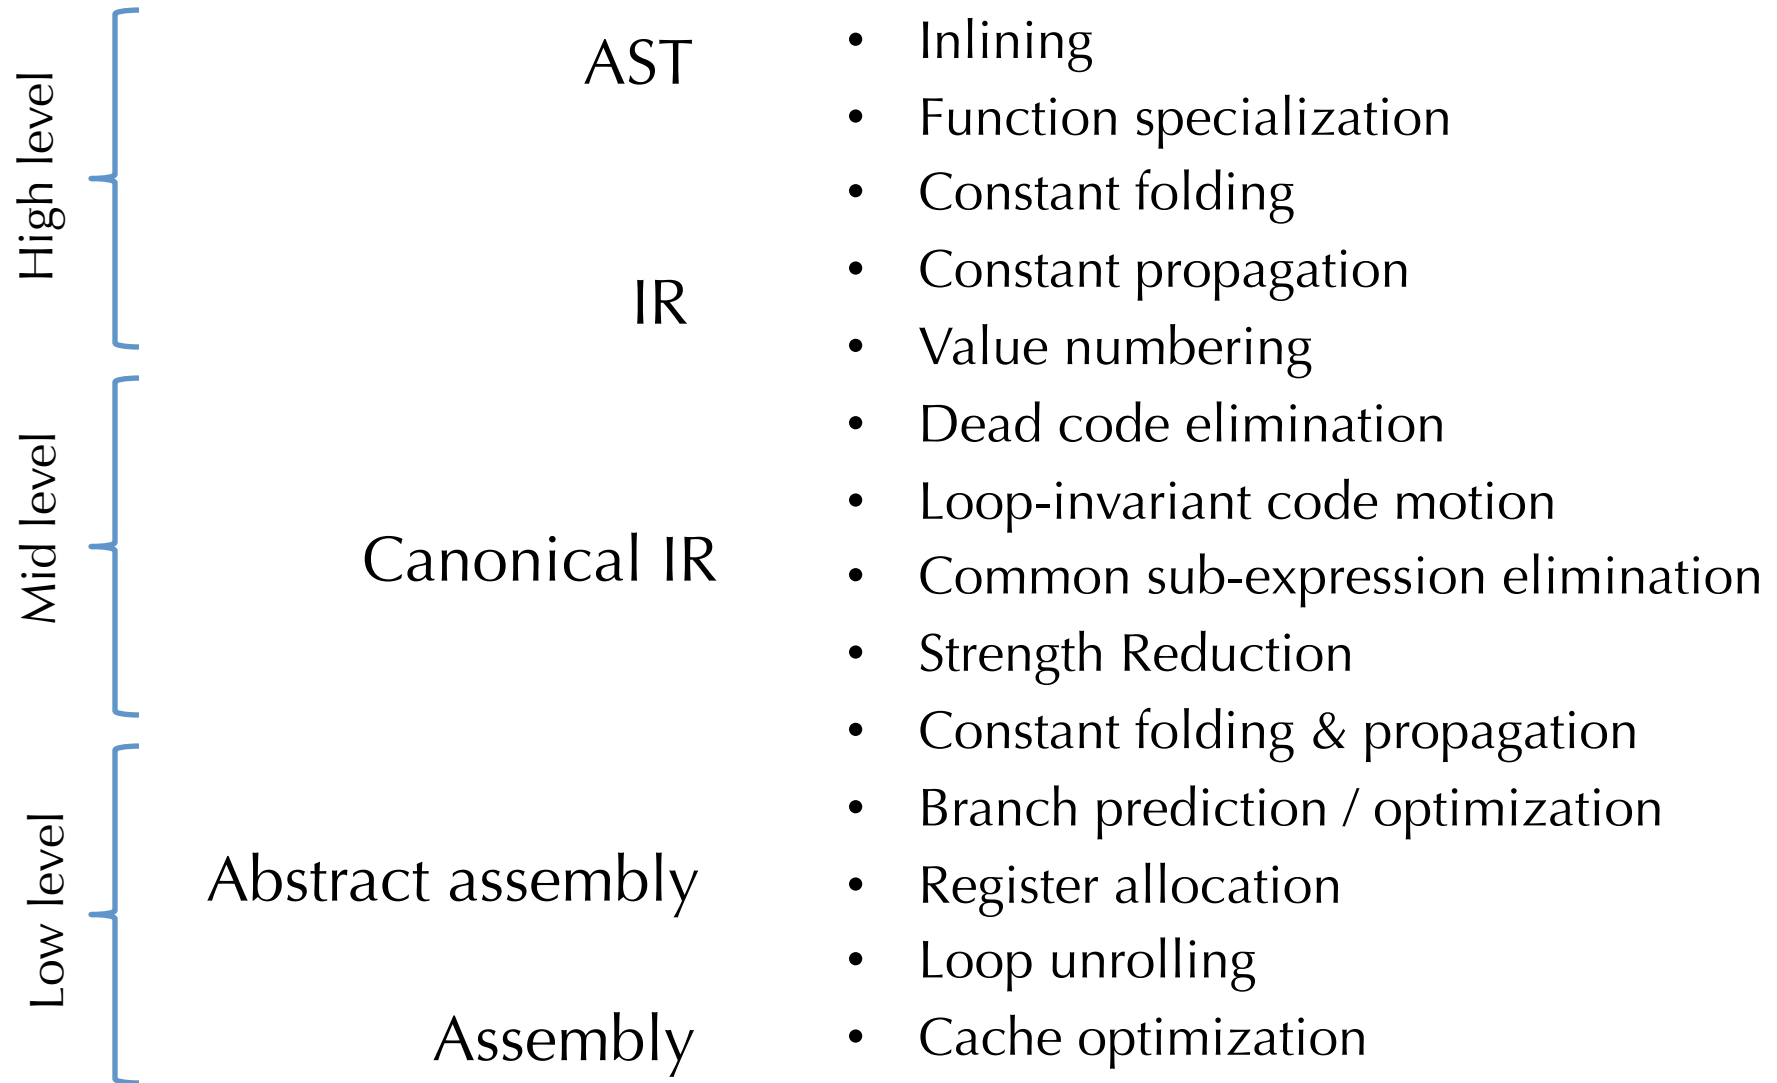 High level
AST
IR
Mid level
Canonical IR
Low level
Abstract assembly
Assembly
• Inlining
• Function specialization
• Constant folding
• Constant propagation
• Value numbering
• Dead code elimination
• Loop-invariant code motion
• Common sub-expression elimination
• Strength Reduction
• Constant folding & propagation
• Branch prediction / optimization
• Register allocation
• Loop unrolling
• Cache optimization